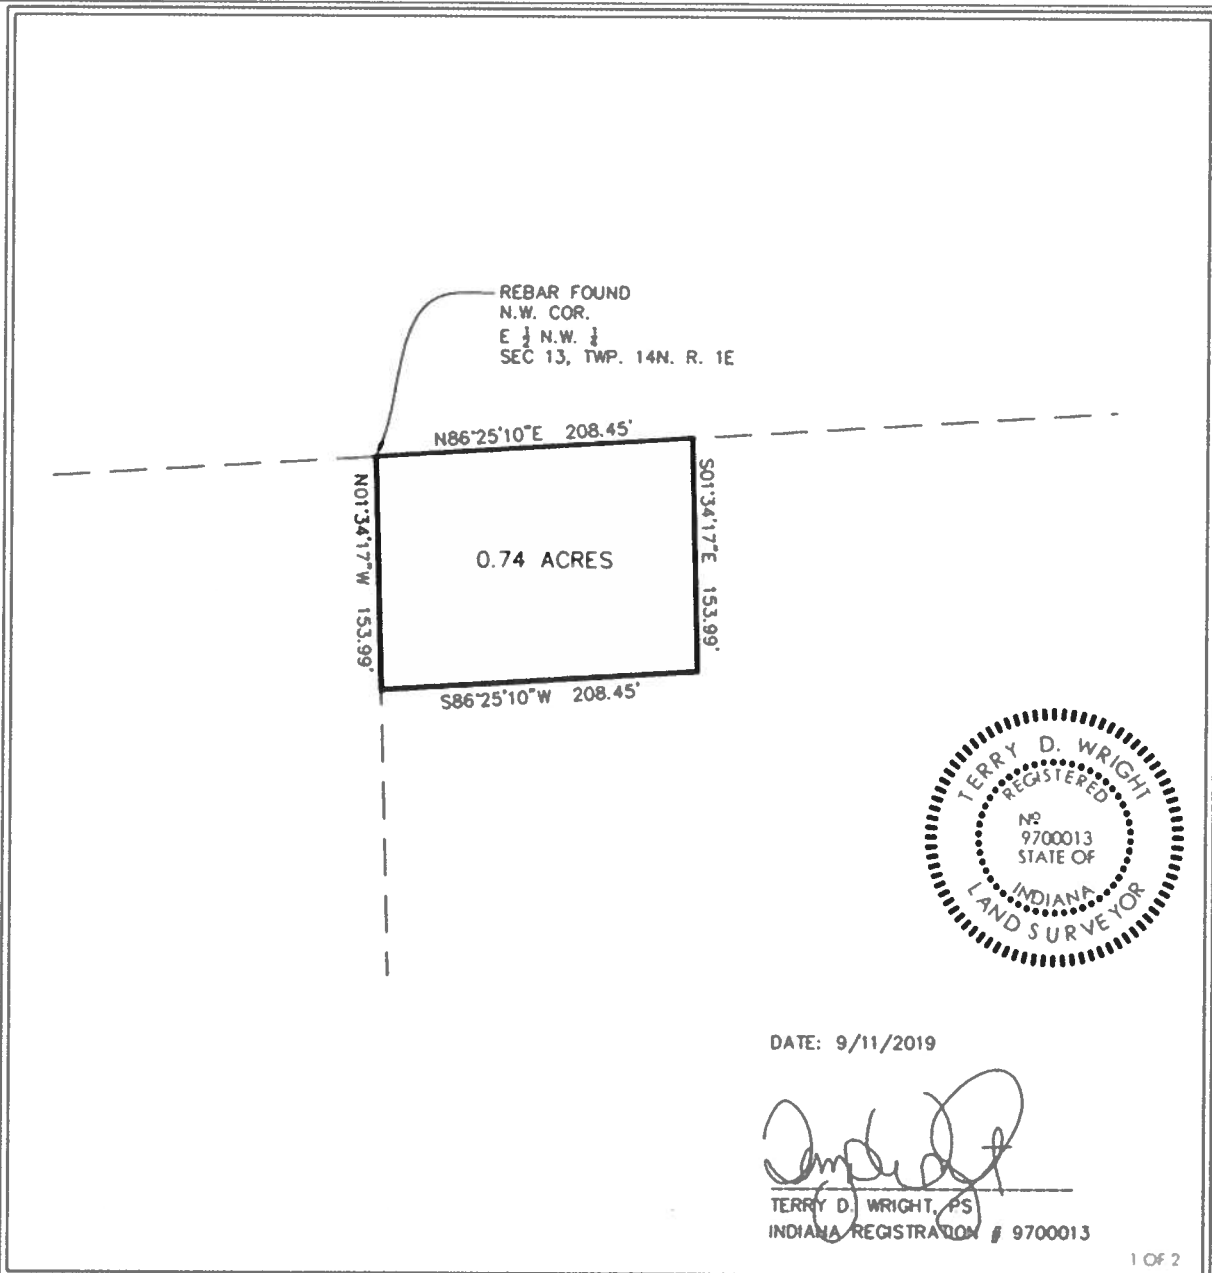 REBAR FOUND
N.W. COR.
E ½ N.W. ¼
SEC 13, TWP. 14N. R. 1E
N86°25'10"E 208.45'
N01°34'17"W 153.99'
0.74 ACRES
S01°34'17"E 153.99'
S86°25'10"W 208.45'
TERRY D. WRIGHT
REGISTERED
Nº
9700013
STATE OF
INDIANA
LAND SURVEYOR
DATE: 9/11/2019
TERRY D. WRIGHT, PS
INDIANA REGISTRATION # 9700013
1 OF 2